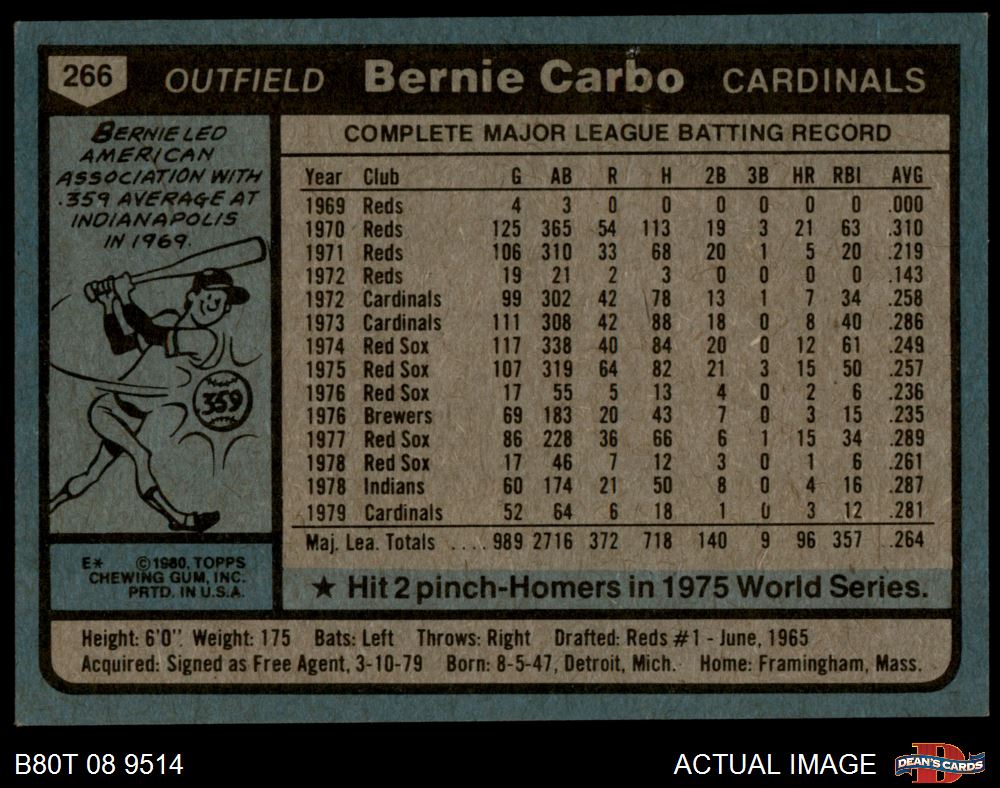 266 OUTFIELD Bernie Carbo CARDINALS
BERNIE LED
AMERICAN
ASSOCIATION WITH
.359 AVERAGE AT
INDIANAPOLIS
IN 1969.
359
COMPLETE MAJOR LEAGUE BATTING RECORD
Year Club G AB R H 2B 3B HR RBI AVG
1969 Reds 4 3 0 0 0 0 0 0 .000
1970 Reds 125 365 54 113 19 3 21 63 .310
1971 Reds 106 310 33 68 20 1 5 20 .219
1972 Reds 19 21 2 3 0 0 0 0 .143
1972 Cardinals 99 302 42 78 13 1 7 34 .258
1973 Cardinals 111 308 42 88 18 0 8 40 .286
1974 Red Sox 117 338 40 84 20 0 12 61 .249
1975 Red Sox 107 319 64 82 21 3 15 50 .257
1976 Red Sox 17 55 5 13 4 0 2 6 .236
1976 Brewers 69 183 20 43 7 0 3 15 .235
1977 Red Sox 86 228 36 66 6 1 15 34 .289
1978 Red Sox 17 46 7 12 3 0 1 6 .261
1978 Indians 60 174 21 50 8 0 4 16 .287
1979 Cardinals 52 64 6 18 1 0 3 12 .281
Maj. Lea. Totals .... 989 2716 372 718 140 9 96 357 .264
★ Hit 2 pinch-Homers in 1975 World Series.
E* ©1980, TOPPS
CHEWING GUM, INC.
PRTD. IN U.S.A.
Height: 6'0" Weight: 175 Bats: Left Throws: Right Drafted: Reds #1 - June, 1965
Acquired: Signed as Free Agent, 3-10-79 Born: 8-5-47, Detroit, Mich. Home: Framingham, Mass.
B80T 08 9514 ACTUAL IMAGE DEAN'S CARDS